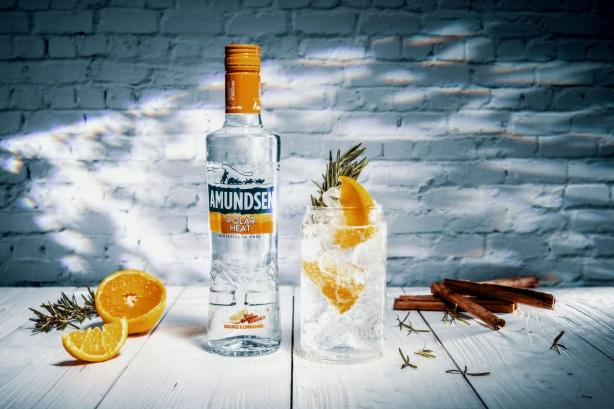 AMUNDSEN
POLAR
HEAT
ORANGE & CINNAMON